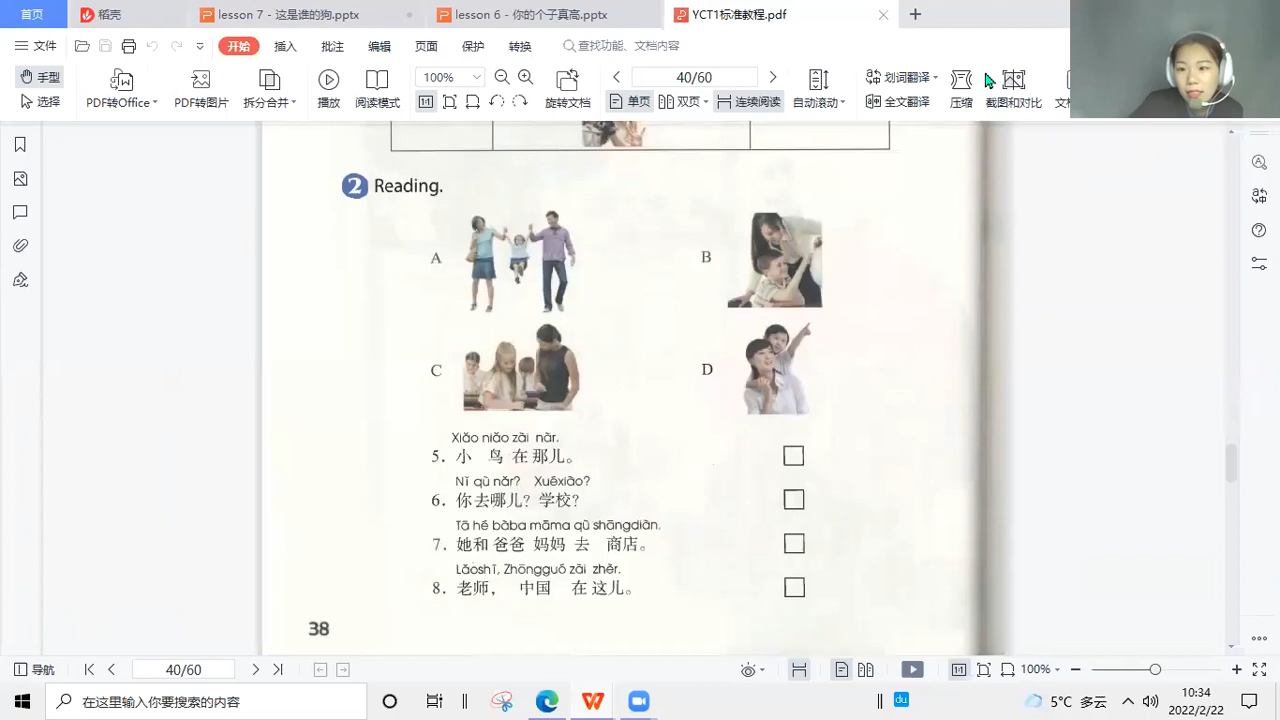 首页
稻壳
lesson 7 - 这是谁的狗.pptx
lesson 6 - 你的个子真高.pptx
YCT1标准教程.pdf
文件
开始
插入
批注
编辑
页面
保护
转换
查找功能、文档内容
手型
选择
PDF转Office
PDF转图片
拆分合并
播放
阅读模式
100%
旋转文档
40/60
单页
双页
连续阅读
自动滚动
划词翻译
全文翻译
压缩
截图和对比
2 Reading.
A
B
C
D
Xiǎo niǎo zài nàr.
5. 小 鸟 在 那儿。
Nǐ qù nǎr? Xuéxiào?
6. 你去哪儿？学校？
Tā hé bàba māma qù shāngdiàn.
7. 她和 爸爸 妈妈 去 商店。
Lǎoshī, Zhōngguó zài zhèr.
8. 老师， 中国 在 这儿。
38
导航
40/60
100%
在这里输入你要搜索的内容
du
5°C 多云
10:34
2022/2/22